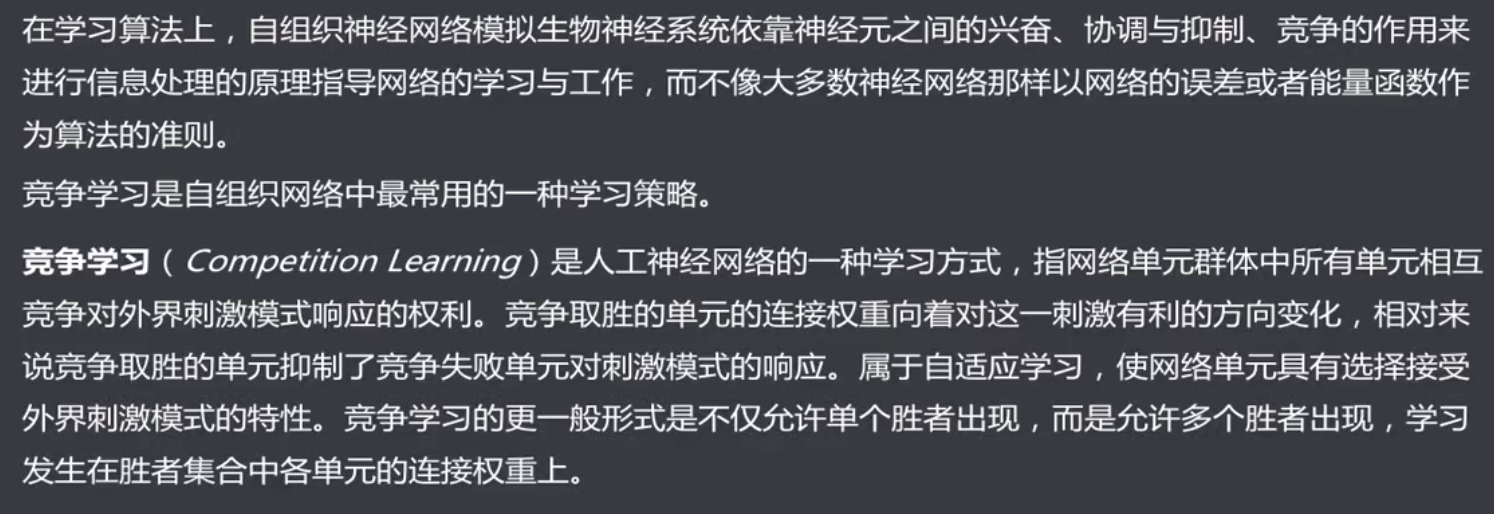 在学习算法上，自组织神经网络模拟生物神经系统依靠神经元之间的兴奋、协调与抑制、竞争的作用来
进行信息处理的原理指导网络的学习与工作，而不像大多数神经网络那样以网络的误差或者能量函数作
为算法的准则。
竞争学习是自组织网络中最常用的一种学习策略。
竞争学习（Competition Learning）是人工神经网络的一种学习方式，指网络单元群体中所有单元相互
竞争对外界刺激模式响应的权利。竞争取胜的单元的连接权重向着对这一刺激有利的方向变化，相对来
说竞争取胜的单元抑制了竞争失败单元对刺激模式的响应。属于自适应学习，使网络单元具有选择接受
外界刺激模式的特性。竞争学习的更一般形式是不仅允许单个胜者出现，而是允许多个胜者出现，学习
发生在胜者集合中各单元的连接权重上。